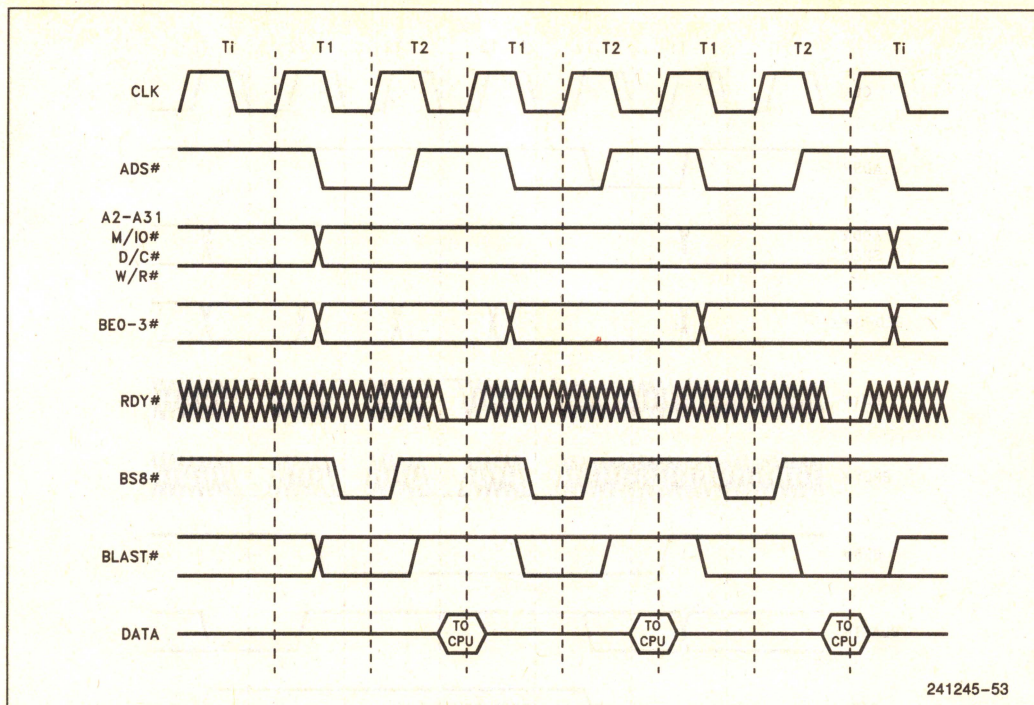 Ti T1 T2 T1 T2 T1 T2 Ti
CLK
ADS#
A2-A31
M/IO#
D/C#
W/R#
BE0-3#
RDY#
BS8#
BLAST#
DATA
TO CPU TO CPU TO CPU
241245-53